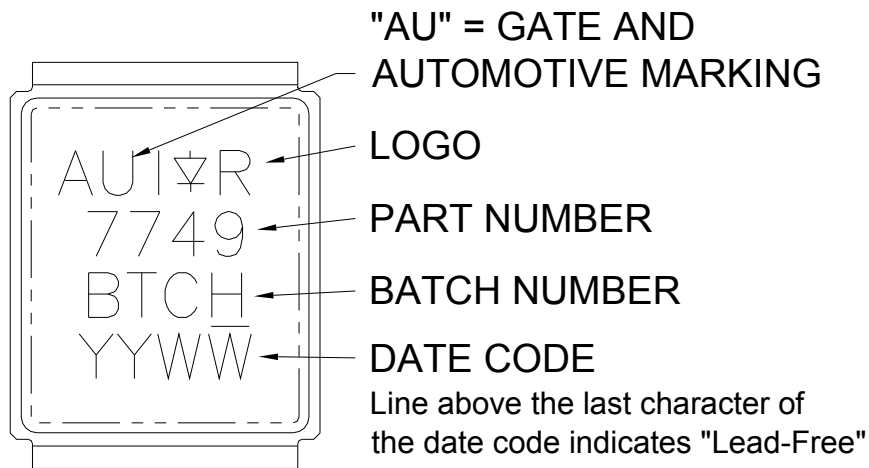 "AU" = GATE AND
AUTOMOTIVE MARKING
AUI R
LOGO
7749
PART NUMBER
BTCH
BATCH NUMBER
YYWW
DATE CODE
Line above the last character of
the date code indicates "Lead-Free"